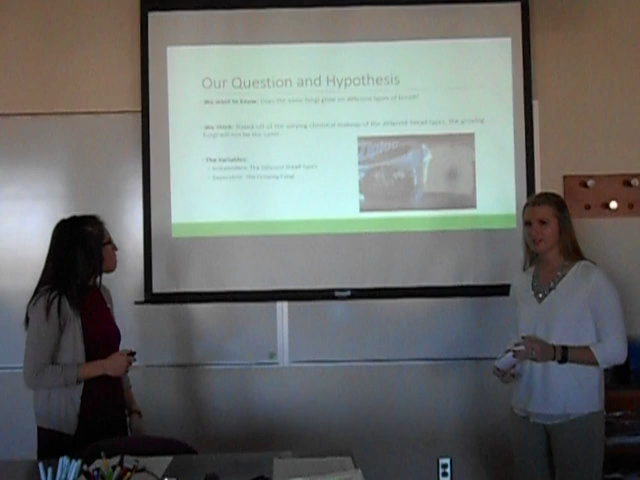 Our Question and Hypothesis
We want to know: Does the same fungi grow on different types of bread?
We think: Based off of the varying chemical makeup of the different bread types, the growing
fungi will not be the same
The Variables:
Independent: The Different Bread Types
Dependent: The Growing Fungi